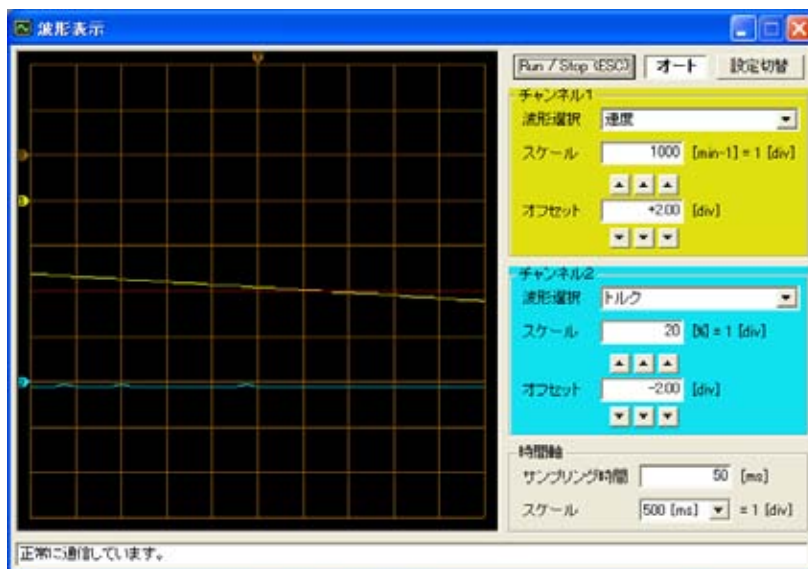 波形表示
Run / Stop (ESC) オート 設定切替
チャンネル1
波形選択 速度
スケール 1000 [min-1] = 1 [div]
オフセット +2.00 [div]
チャンネル2
波形選択 トルク
スケール 20 [%] = 1 [div]
オフセット -2.00 [div]
時間軸
サンプリング時間 50 [ms]
スケール 500 [ms] = 1 [div]
正常に通信しています。